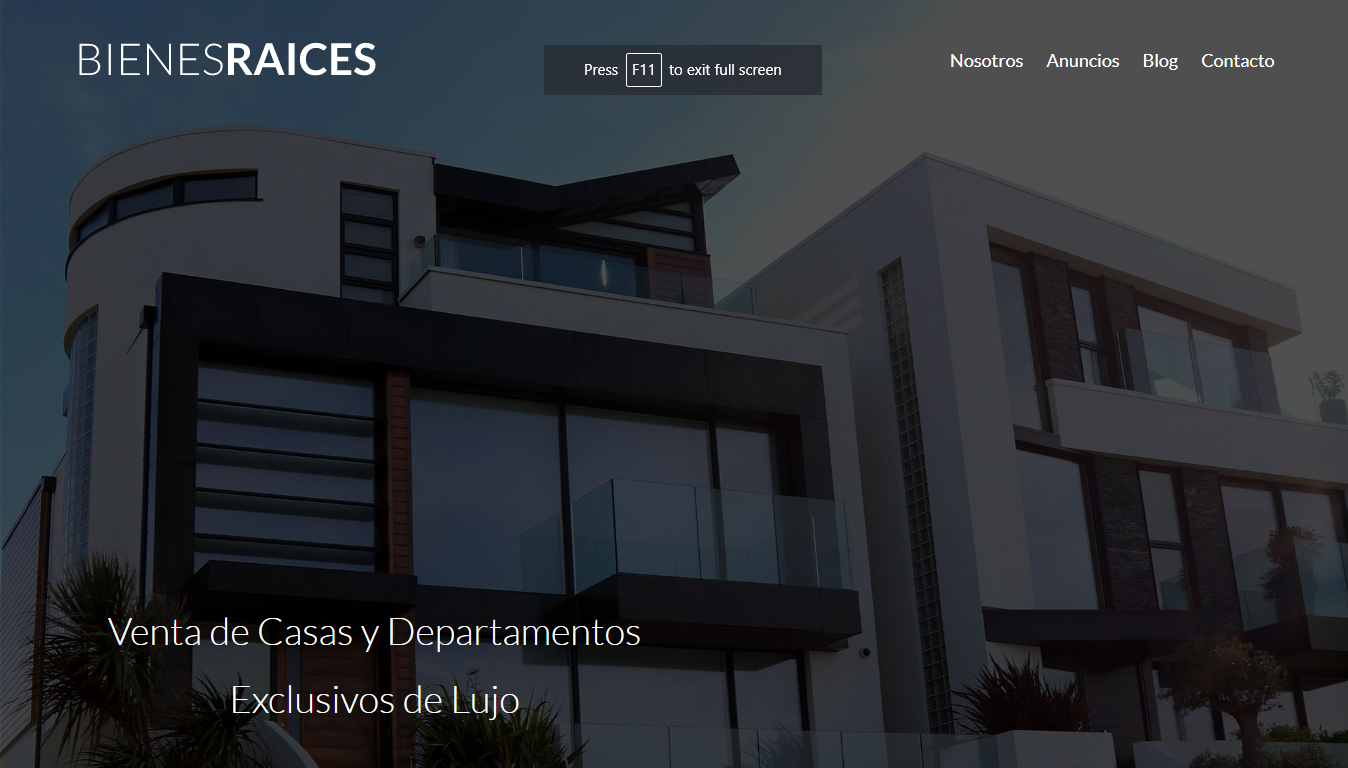 BIENESRAICES
Press F11 to exit full screen
Nosotros Anuncios Blog Contacto
Venta de Casas y Departamentos
Exclusivos de Lujo